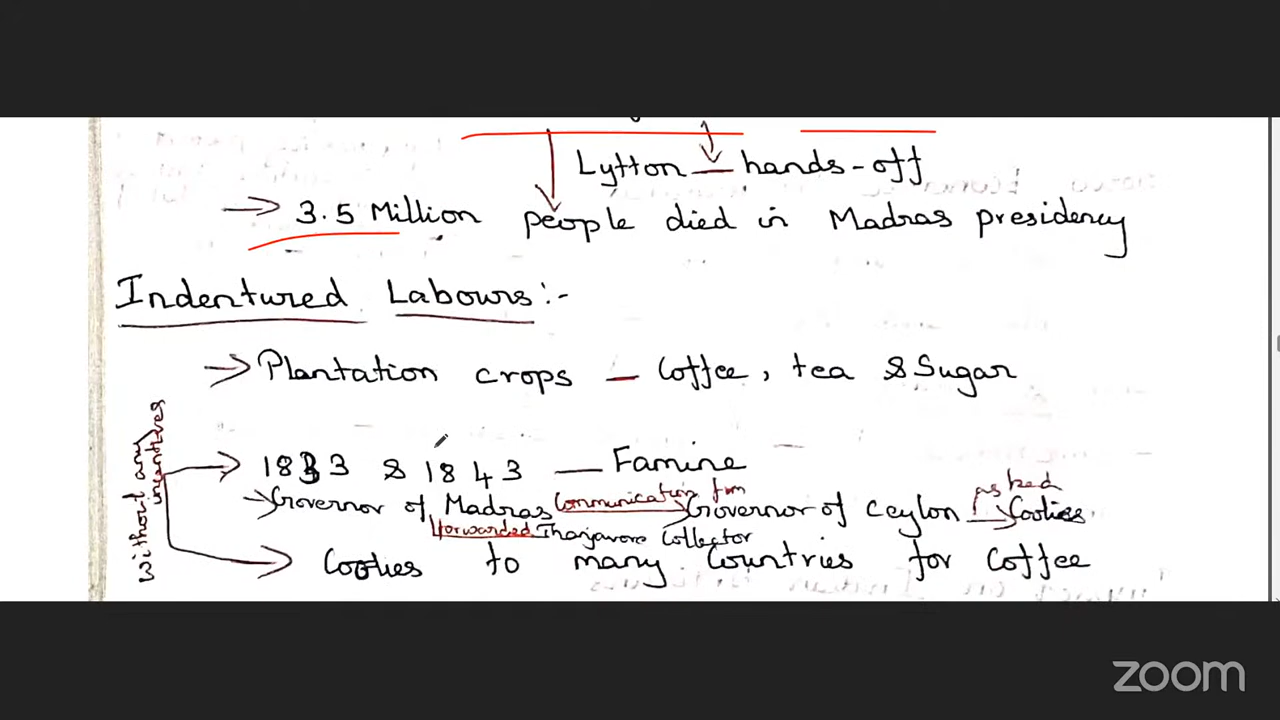 Lytton — hands-off
→ 3.5 Million people died in Madras presidency
Indentured Labours:-
→ Plantation crops — Coffee, tea & Sugar
Without any incentives
→ 1833 & 1843 — Famine
→ Governor of Madras Communication from Governor of Ceylon asked → Coolies
forwarded Thanjavore Collector
→ Coolies to many Countries for Coffee
zoom